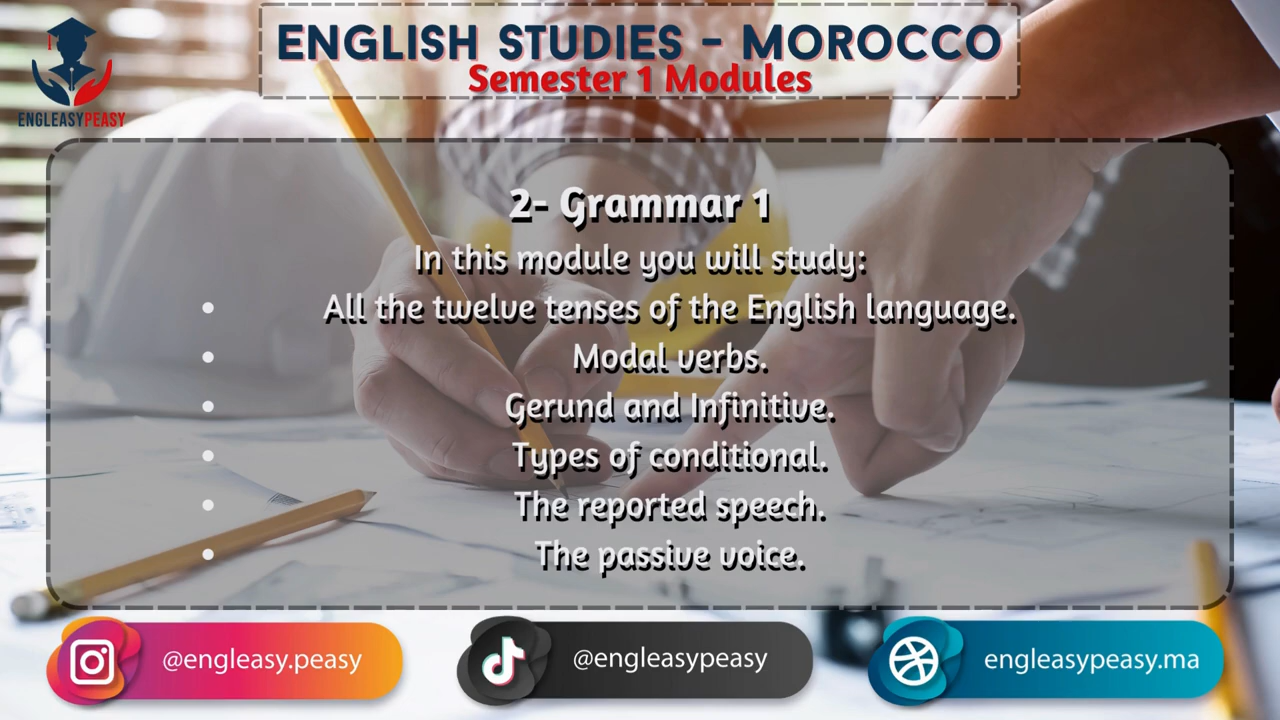 ENGLISH STUDIES - MOROCCO
Semester 1 Modules
ENGLEASYPEASY
2- Grammar 1
In this module you will study:
• All the twelve tenses of the English language.
• Modal verbs.
• Gerund and Infinitive.
• Types of conditional.
• The reported speech.
• The passive voice.
@engleasy.peasy
@engleasypeasy
engleasypeasy.ma